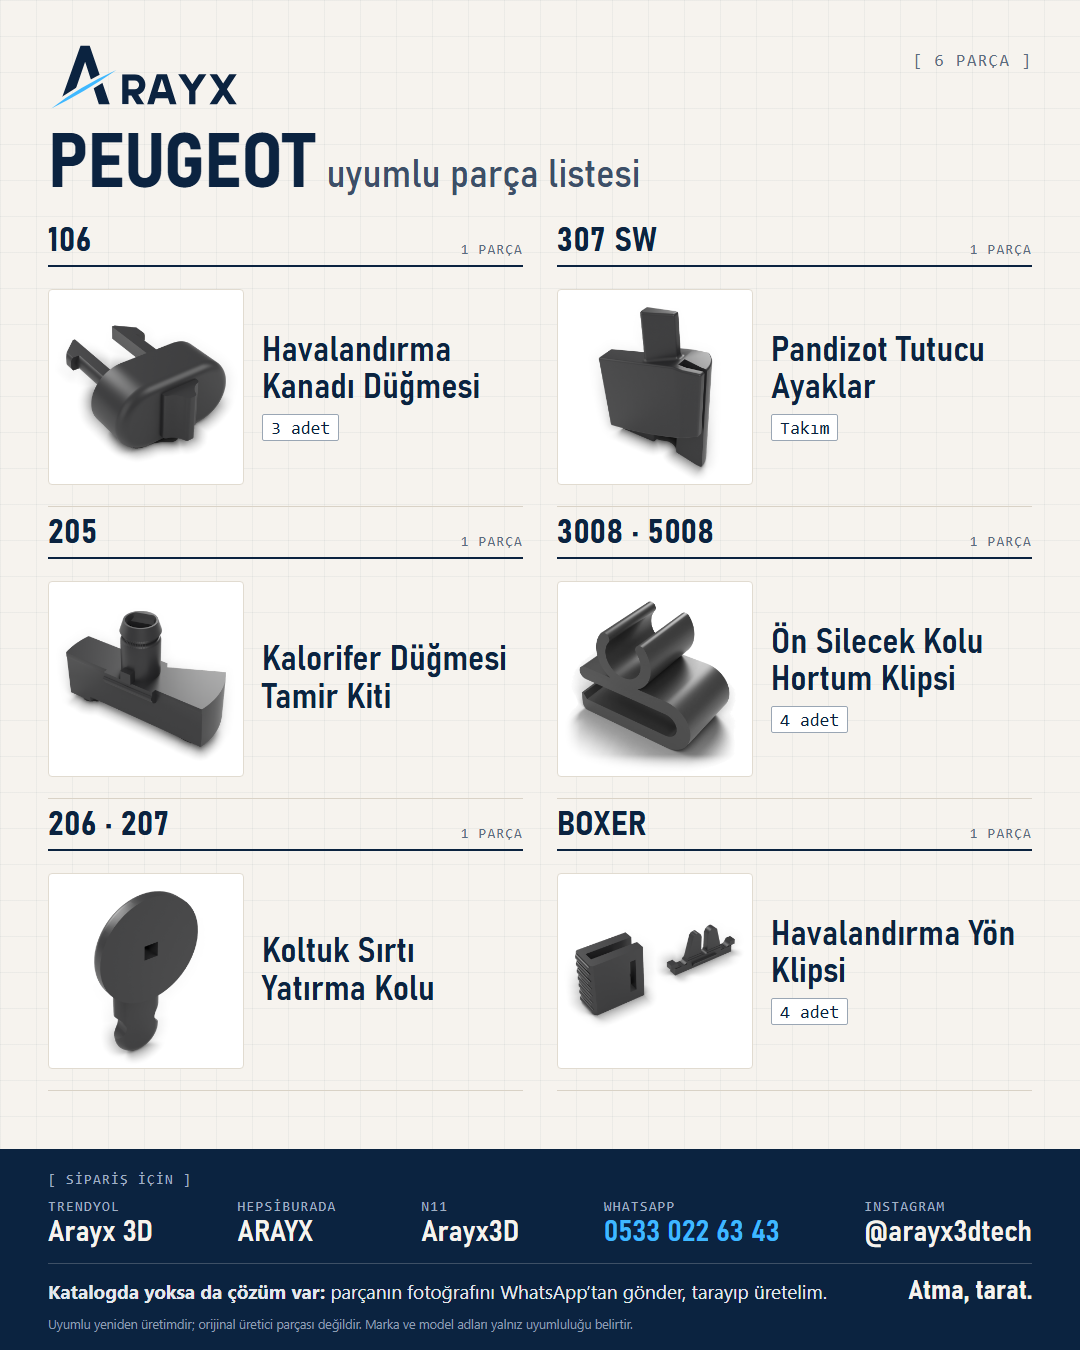 ARAYX
[ 6 PARÇA ]
PEUGEOT uyumlu parça listesi
106
1 PARÇA
Havalandırma
Kanadı Düğmesi
3 adet
307 SW
1 PARÇA
Pandizot Tutucu
Ayaklar
Takım
205
1 PARÇA
Kalorifer Düğmesi
Tamir Kiti
3008 · 5008
1 PARÇA
Ön Silecek Kolu
Hortum Klipsi
4 adet
206 · 207
1 PARÇA
Koltuk Sırtı
Yatırma Kolu
BOXER
1 PARÇA
Havalandırma Yön
Klipsi
4 adet
[ SİPARİŞ İÇİN ]
TRENDYOL
Arayx 3D
HEPSİBURADA
ARAYX
N11
Arayx3D
WHATSAPP
0533 022 63 43
INSTAGRAM
@arayx3dtech
Katalogda yoksa da çözüm var: parçanın fotoğrafını WhatsApp'tan gönder, tarayıp üretelim.
Atma, tarat.
Uyumlu yeniden üretimdir; orijinal üretici parçası değildir. Marka ve model adları yalnız uyumluluğu belirtir.